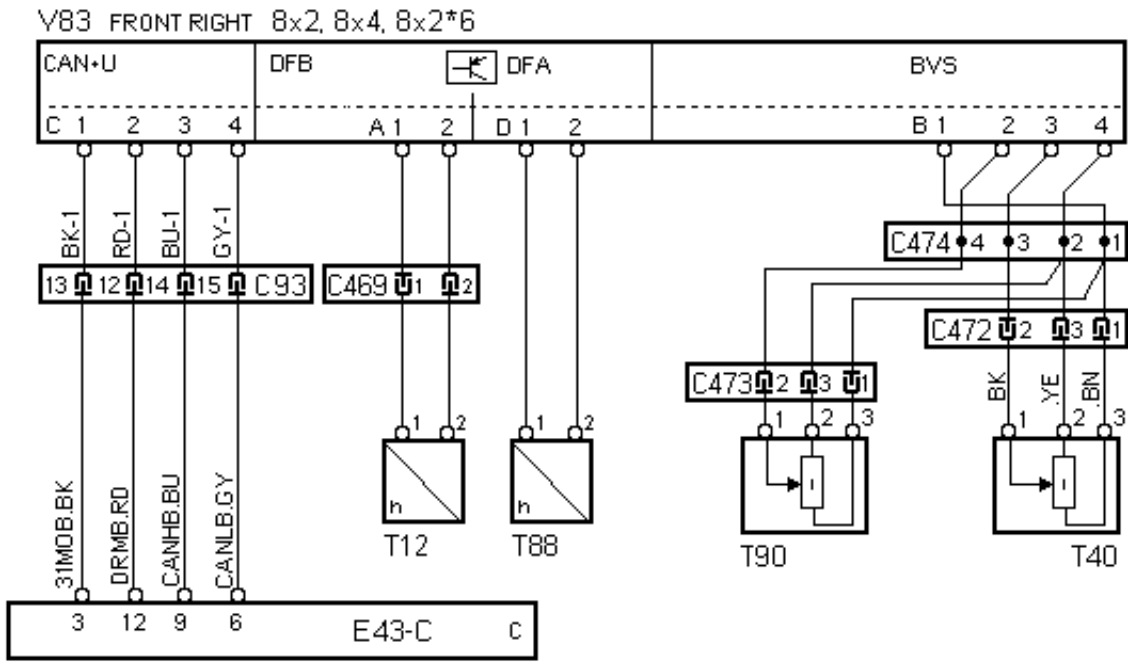 V83 FRONT RIGHT 8x2, 8x4, 8x2*6
CAN+U DFB DFA BVS
C 1 2 3 4 A 1 2 D 1 2 B 1 2 3 4
BK-1 RD-1 BU-1 GY-1
C474 4 3 2 1
13 12 14 15 C93 C469 1 2
C472 2 3 1
C473 2 3 1
BK .YE .BN
1 2 1 2 1 2 3 1 2 3
h h
T12 T88 T90 T40
31MOB.BK DRMB.RD CANHB.BU CANLB.GY
3 12 9 6 E43-C C